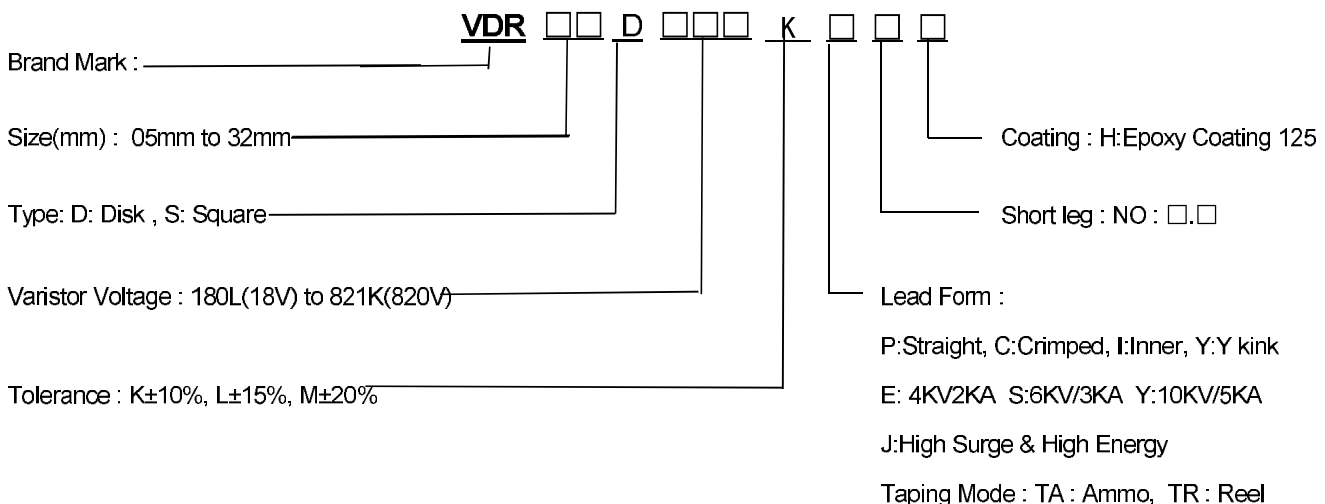 VDR □□ D □□□ K □ □ □
Brand Mark :
Size(mm) : 05mm to 32mm
Coating : H:Epoxy Coating 125
Type: D: Disk , S: Square
Short leg : NO : □.□
Varistor Voltage : 180L(18V) to 821K(820V)
Lead Form :
P:Straight, C:Crimped, I:Inner, Y:Y kink
Tolerance : K±10%, L±15%, M±20%
E: 4KV2KA S:6KV/3KA Y:10KV/5KA
J:High Surge & High Energy
Taping Mode : TA : Ammo, TR : Reel